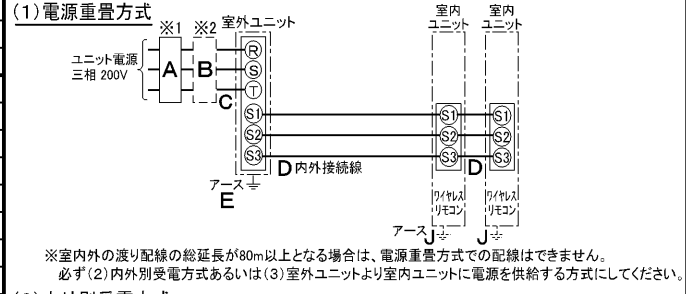 (1)電源重畳方式
※1 ※2 室外ユニット 室内ユニット 室内ユニット
ユニット電源
三相 200V
A B C
R
S
T
S1 S1 S1
S2 S2 S2
S3 S3 S3
D 内外接続線 D
アース
E
ワイヤレスリモコン ワイヤレスリモコン
アース J J
※室内外の渡り配線の総延長が80m以上となる場合は、電源重畳方式での配線はできません。
必ず(2)内外別受電方式あるいは(3)室外ユニットより室内ユニットに電源を供給する方式にしてください。